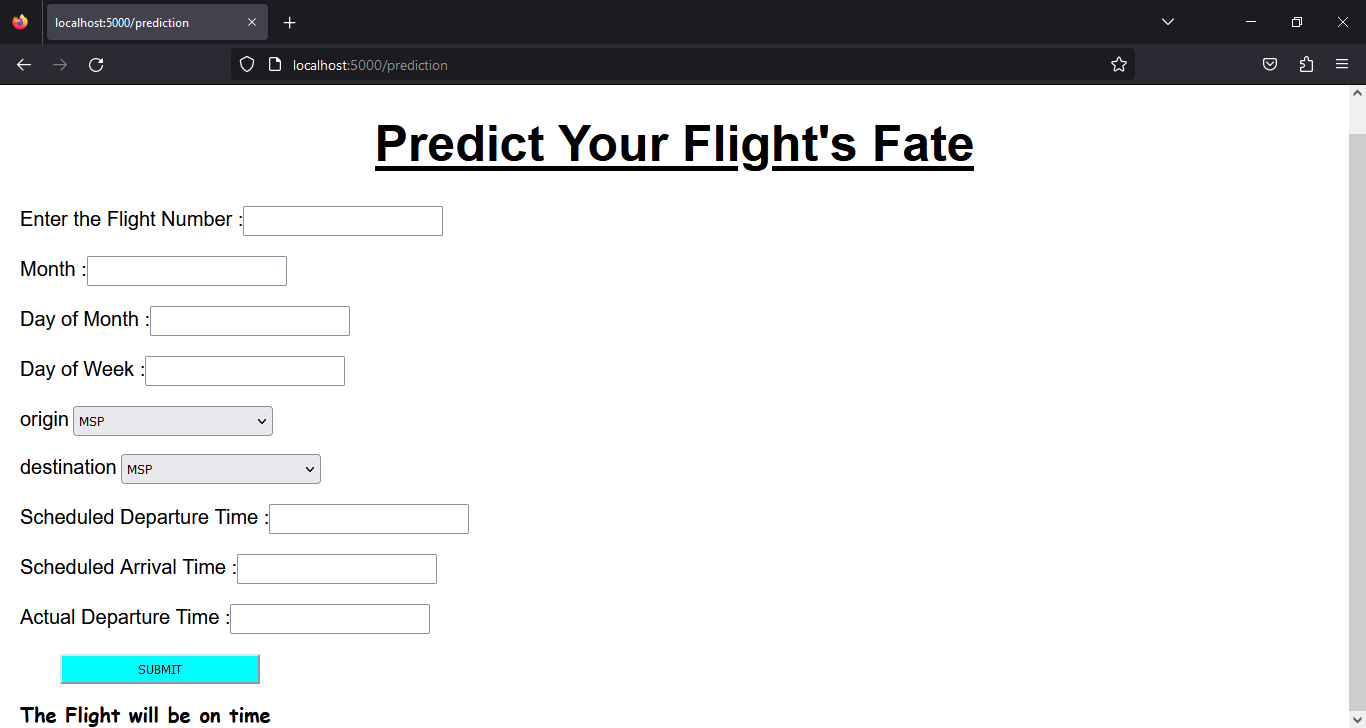 localhost:5000/prediction
localhost:5000/prediction
Predict Your Flight's Fate
Enter the Flight Number :
Month :
Day of Month :
Day of Week :
origin MSP
destination MSP
Scheduled Departure Time :
Scheduled Arrival Time :
Actual Departure Time :
SUBMIT
The Flight will be on time